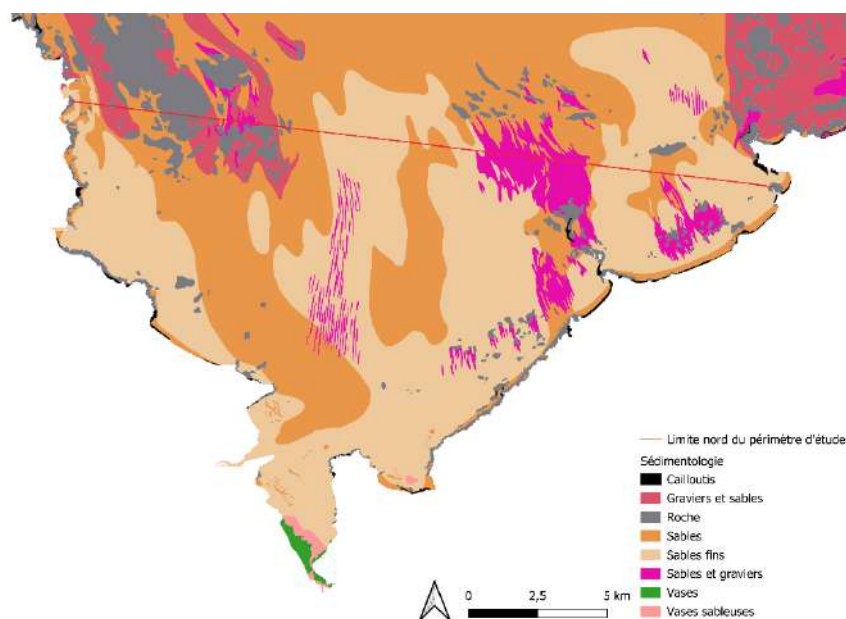 Limite nord du périmètre d'étude
Sédimentologie
Cailloutis
Graviers et sables
Roche
Sables
Sables fins
Sables et graviers
Vases
Vases sableuses
0 2,5 5 km